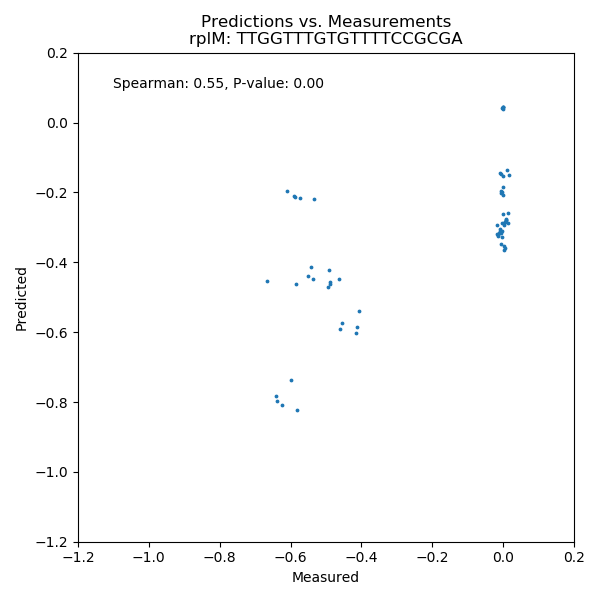 Predictions vs. Measurements
rplM: TTGGTTTGTGTTTTCCGCGA
Spearman: 0.55, P-value: 0.00
0.2
0.0
−0.2
−0.4
−0.6
−0.8
−1.0
−1.2
Predicted
−1.2 −1.0 −0.8 −0.6 −0.4 −0.2 0.0 0.2
Measured